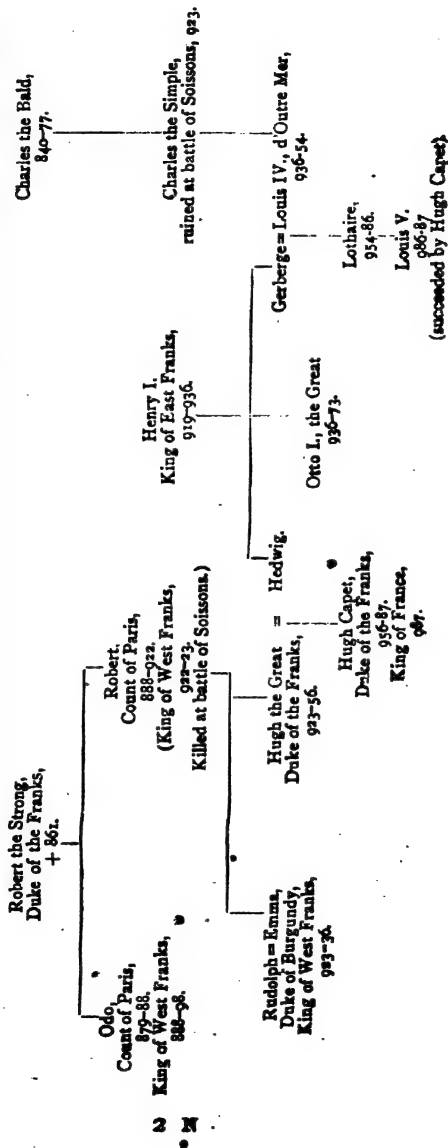 Robert the Strong,
Duke of the Franks,
+ 861.
Odo,
Count of Paris,
879-88.
King of West Franks,
888-98.
Robert,
Count of Paris,
888-922.
(King of West Franks,
922-23.
Killed at battle of Soissons.)
Rudolph = Emma,
Duke of Burgundy,
King of West Franks,
923-36.
Hugh the Great
Duke of the Franks,
923-56.
=
Hedwig.
Hugh Capet,
Duke of the Franks,
956-87.
King of France,
987.
Henry I.
King of East Franks,
919-936.
Otto I., the Great
936-73.
Charles the Bald,
840-77.
Charles the Simple,
ruined at battle of Soissons, 923.
Gerberge = Louis IV., d'Outre Mer,
936-54.
Lothaire,
954-86.
Louis V.
986-87
(succeeded by Hugh Capet).
N 2